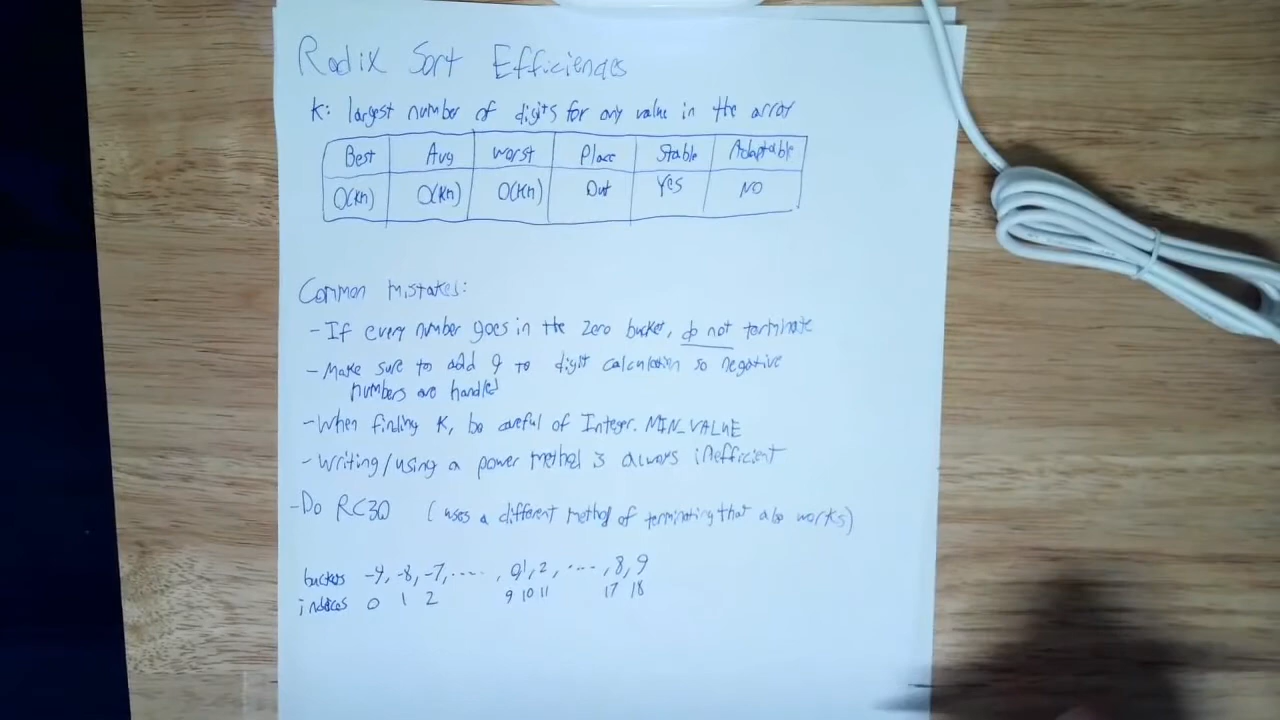 Radix Sort Efficiencies
K: largest number of digits for any value in the array
Best Avg worst Place Stable Adaptable
O(Kn) O(Kn) O(Kn) Out Yes NO
Common mistakes:
- If every number goes in the zero bucket, do not terminate
- Make sure to add 9 to digit calculation so negative
numbers are handled
- When finding K, be careful of Integer.MIN_VALUE
- Writing/using a power method is always inefficient
- Do RC3Q (uses a different method of terminating that also works)
buckets -9, -8, -7, ..... , 0, 1, 2, ..... , 8, 9
indices 0 1 2 9 10 11 17 18